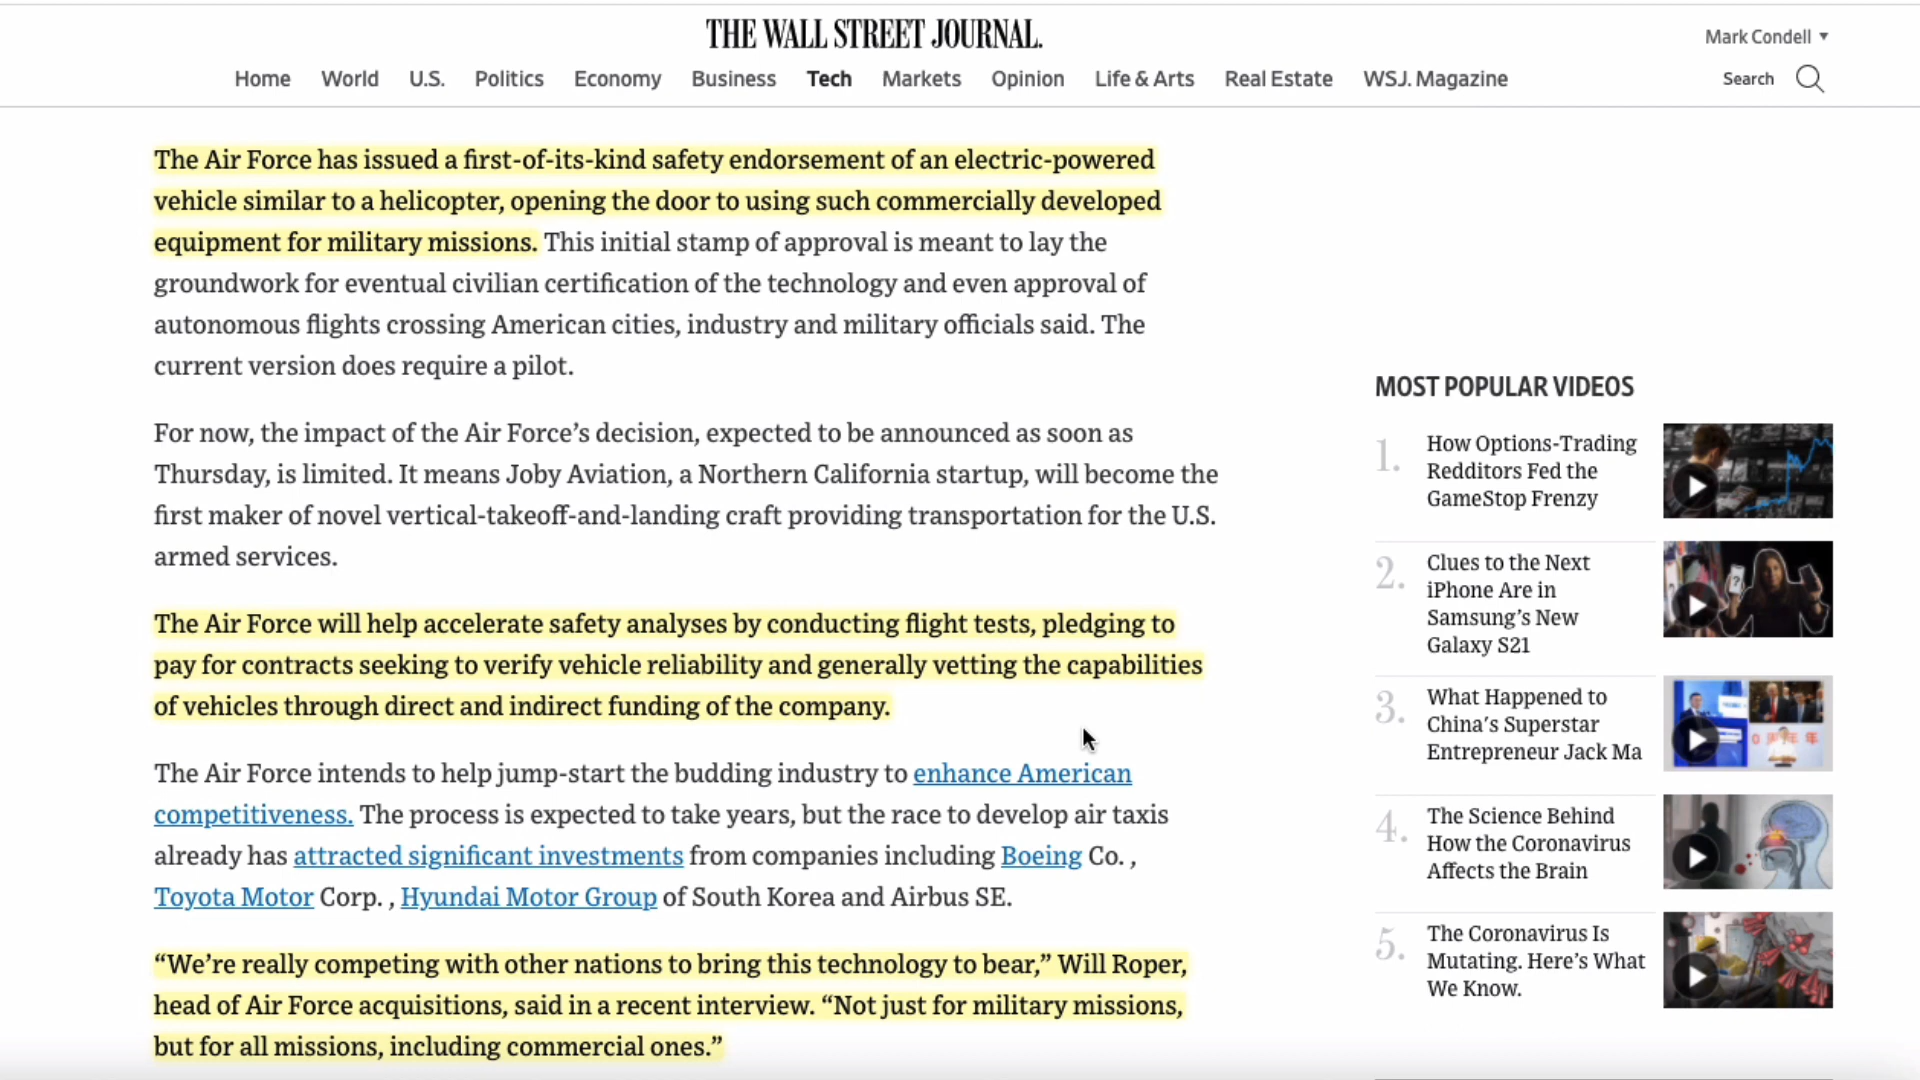 THE WALL STREET JOURNAL.
Mark Condell ▼
Home World U.S. Politics Economy Business Tech Markets Opinion Life & Arts Real Estate WSJ. Magazine
Search
The Air Force has issued a first-of-its-kind safety endorsement of an electric-powered
vehicle similar to a helicopter, opening the door to using such commercially developed
equipment for military missions. This initial stamp of approval is meant to lay the
groundwork for eventual civilian certification of the technology and even approval of
autonomous flights crossing American cities, industry and military officials said. The
current version does require a pilot.
For now, the impact of the Air Force’s decision, expected to be announced as soon as
Thursday, is limited. It means Joby Aviation, a Northern California startup, will become the
first maker of novel vertical-takeoff-and-landing craft providing transportation for the U.S.
armed services.
The Air Force will help accelerate safety analyses by conducting flight tests, pledging to
pay for contracts seeking to verify vehicle reliability and generally vetting the capabilities
of vehicles through direct and indirect funding of the company.
The Air Force intends to help jump-start the budding industry to enhance American
competitiveness. The process is expected to take years, but the race to develop air taxis
already has attracted significant investments from companies including Boeing Co. ,
Toyota Motor Corp. , Hyundai Motor Group of South Korea and Airbus SE.
“We’re really competing with other nations to bring this technology to bear,” Will Roper,
head of Air Force acquisitions, said in a recent interview. “Not just for military missions,
but for all missions, including commercial ones.”
MOST POPULAR VIDEOS
1. How Options-Trading
Redditors Fed the
GameStop Frenzy
2. Clues to the Next
iPhone Are in
Samsung’s New
Galaxy S21
3. What Happened to
China’s Superstar
Entrepreneur Jack Ma
4. The Science Behind
How the Coronavirus
Affects the Brain
5. The Coronavirus Is
Mutating. Here’s What
We Know.